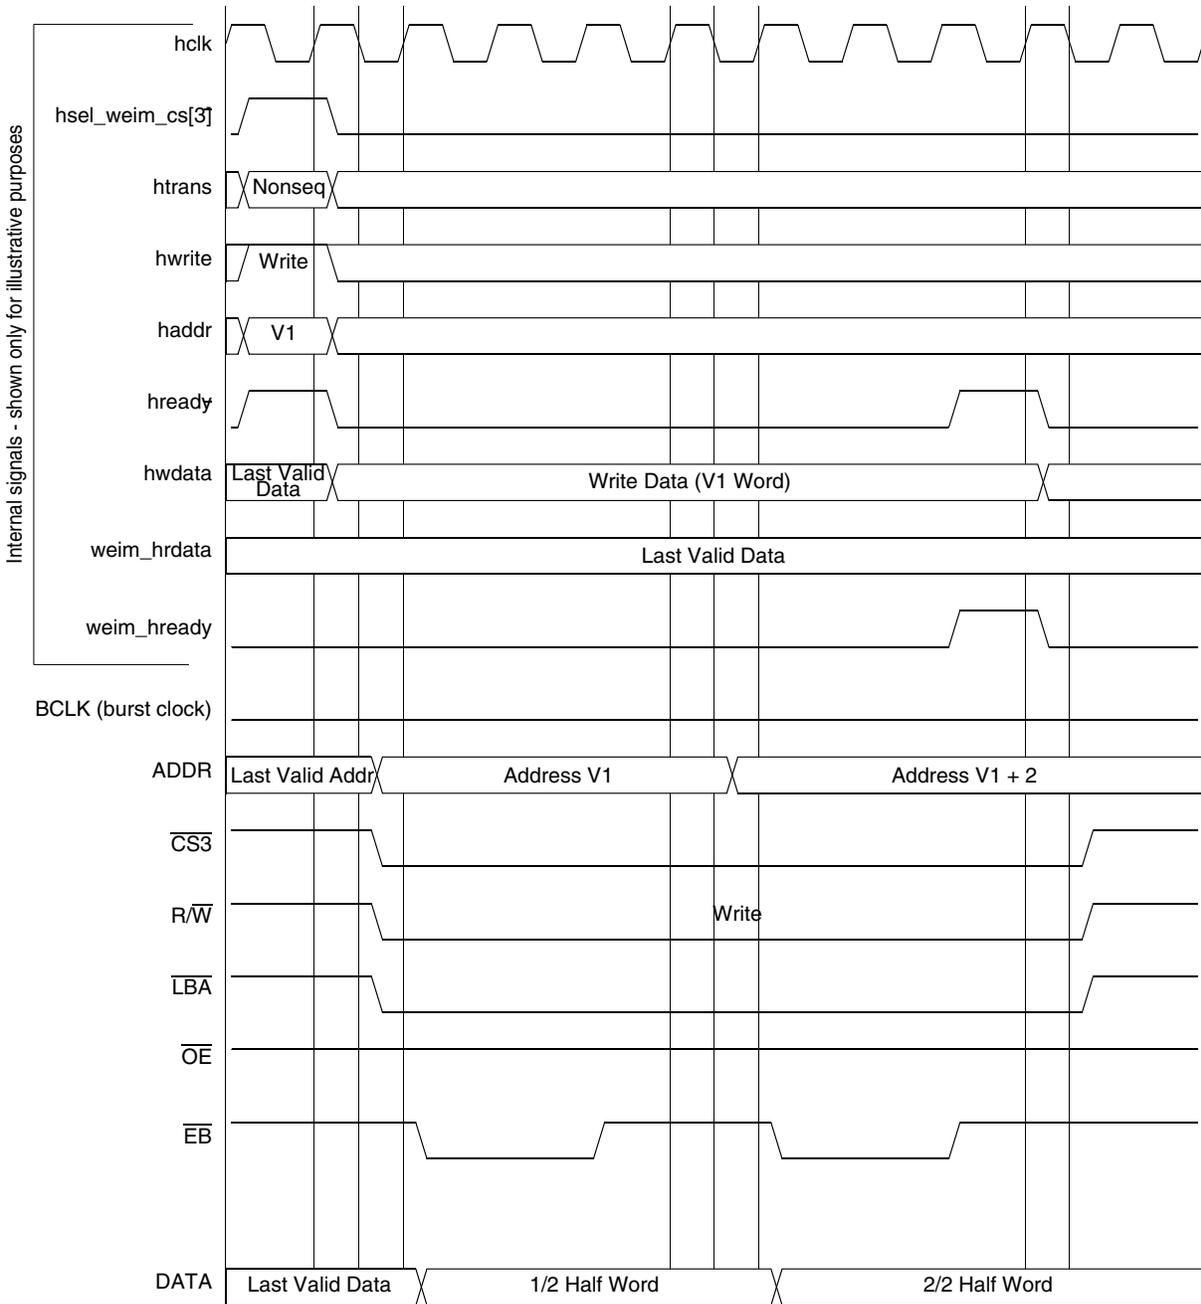 Internal signals - shown only for illustrative purposes
hclk
hsel_weim_cs[3]
htrans
Nonseq
hwrite
Write
haddr
V1
hready
hwdata
Last Valid
Data
Write Data (V1 Word)
weim_hrdata
Last Valid Data
weim_hready
BCLK (burst clock)
ADDR
Last Valid Addr
Address V1
Address V1 + 2
CS3
R/W
Write
LBA
OE
EB
DATA
Last Valid Data
1/2 Half Word
2/2 Half Word